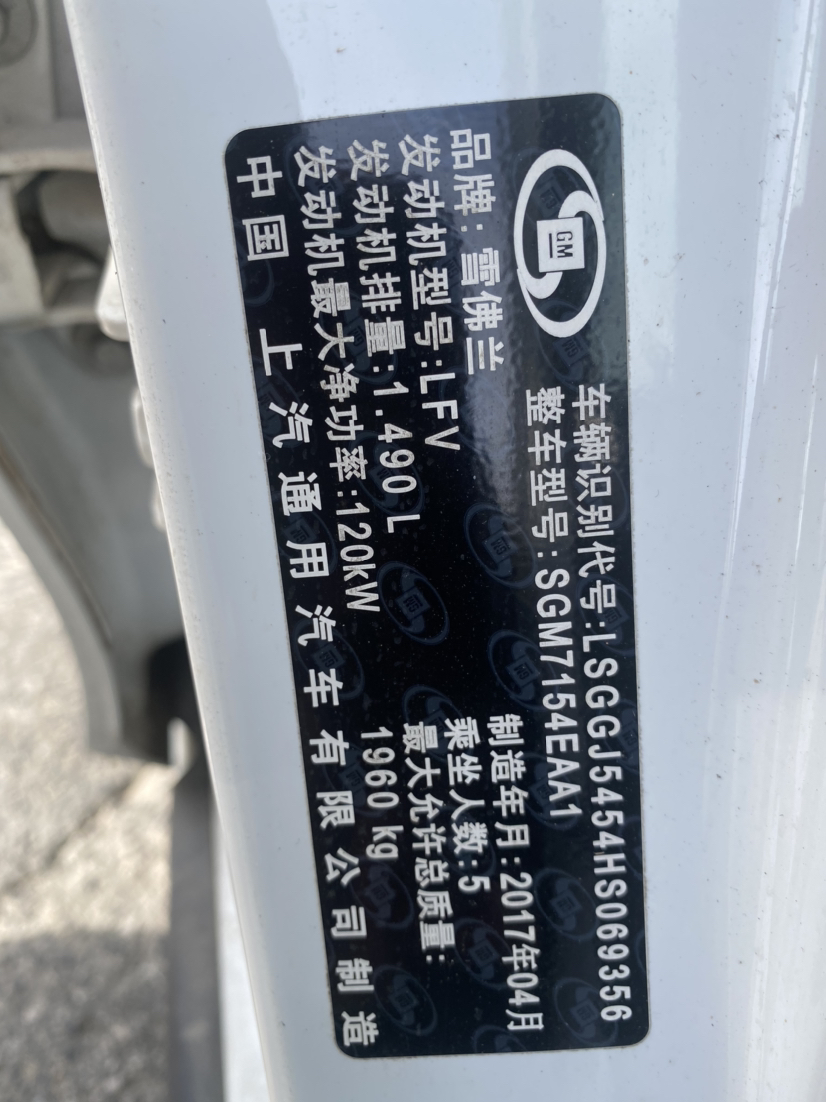 GM
车辆识别代号:LSGGJ5454HS069356
整车型号:SGM7154EAA1
品牌:雪佛兰
发动机型号:LFV
发动机排量:1.490L
发动机最大净功率:120kW
制造年月:2017年04月
乘坐人数:5
最大允许总质量:
1960kg
中国 上汽通用汽车有限公司制造